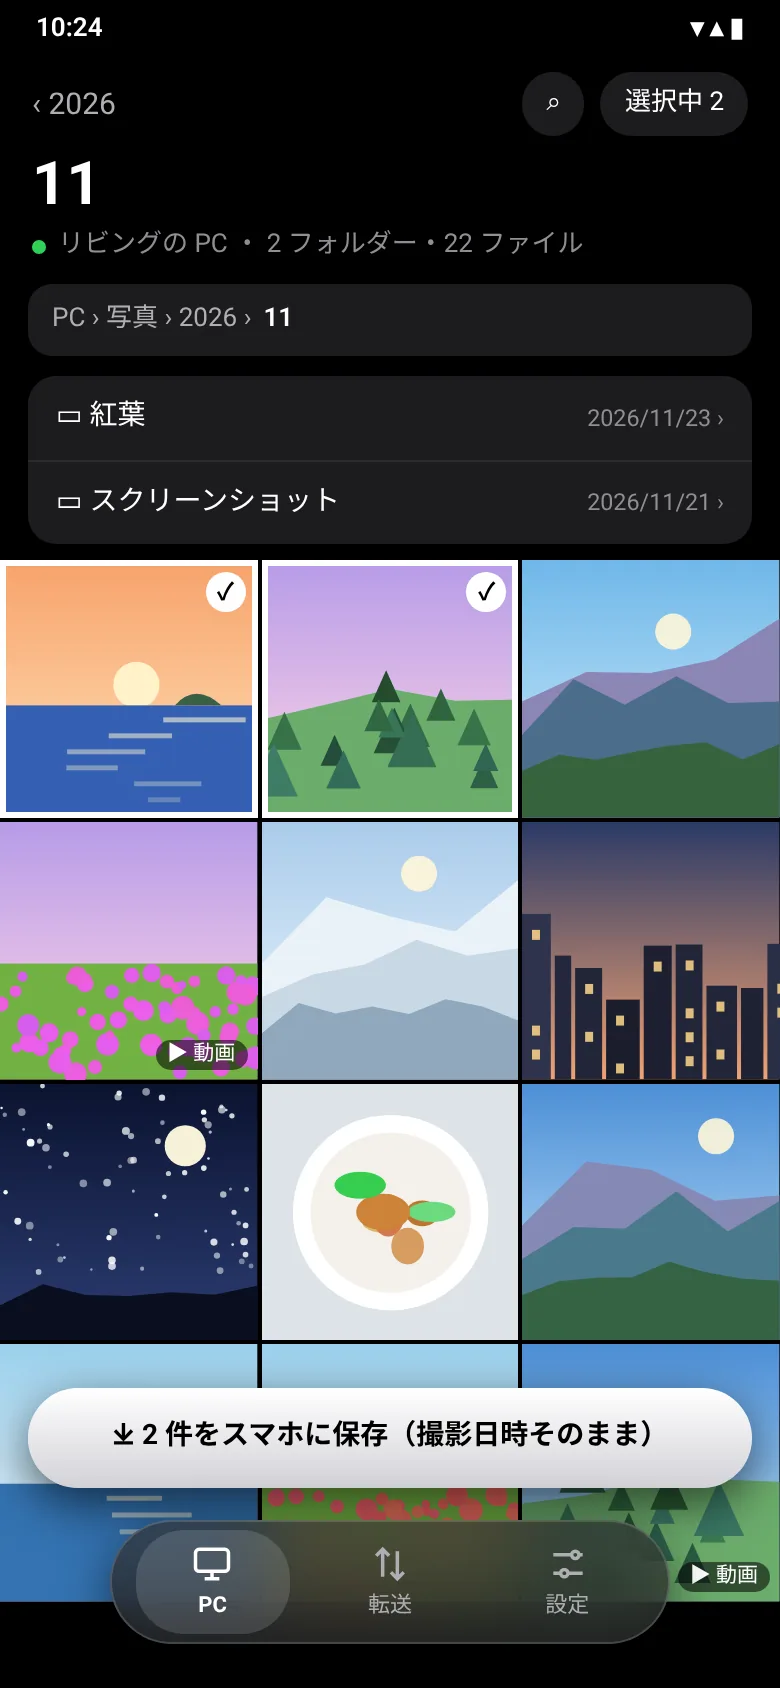 10:24
‹ 2026
選択中 2
11
リビングの PC ・ 2 フォルダー・22 ファイル
PC › 写真 › 2026 › 11
紅葉
2026/11/23 ›
スクリーンショット
2026/11/21 ›
動画
2 件をスマホに保存（撮影日時そのまま）
動画
PC
転送
設定